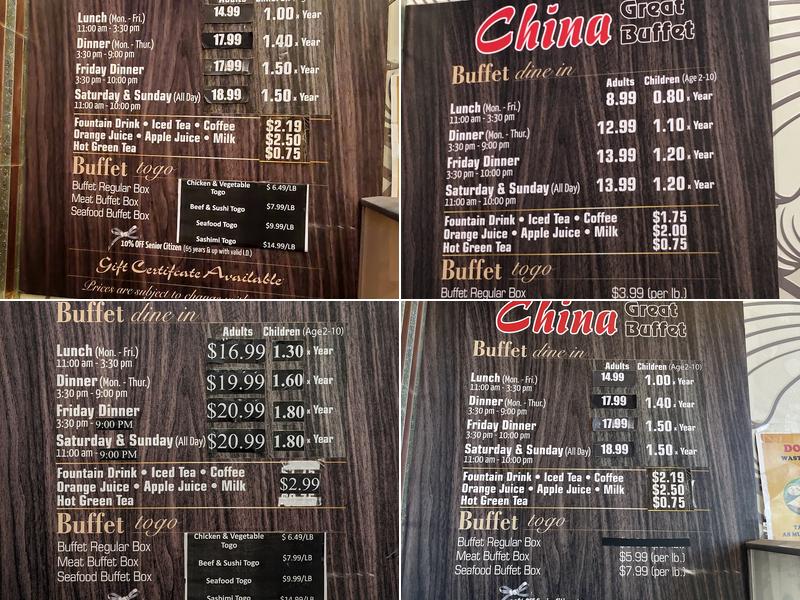 Adults Children
Lunch (Mon. - Fri.) 14.99 1.00 x Year
11:00 am - 3:30 pm
Dinner (Mon. - Thur.) 17.99 1.40 x Year
3:30 pm - 9:00 pm
Friday Dinner 17.99 1.50 x Year
3:30 pm - 10:00 pm
Saturday & Sunday (All Day) 18.99 1.50 x Year
11:00 am - 10:00 pm
Fountain Drink • Iced Tea • Coffee $2.19
Orange Juice • Apple Juice • Milk $2.50
Hot Green Tea $0.75
Buffet togo
Buffet Regular Box
Meat Buffet Box
Seafood Buffet Box
Chicken & Vegetable Togo $ 6.49/LB
Beef & Sushi Togo $7.99/LB
Seafood Togo $9.99/LB
Sashimi Togo $14.99/LB
10% OFF Senior Citizen (65 years & up with valid I.D.)
Gift Certificate Available
Prices are subject to change
China Great Buffet
Buffet dine in
Adults Children (Age 2-10)
Lunch (Mon. - Fri.) 8.99 0.80 x Year
11:00 am - 3:30 pm
Dinner (Mon. - Thur.) 12.99 1.10 x Year
3:30 pm - 9:00 pm
Friday Dinner 13.99 1.20 x Year
3:30 pm - 10:00 pm
Saturday & Sunday (All Day) 13.99 1.20 x Year
11:00 am - 10:00 pm
Fountain Drink • Iced Tea • Coffee $1.75
Orange Juice • Apple Juice • Milk $2.00
Hot Green Tea $0.75
Buffet togo
Buffet Regular Box $3.99 (per lb.)
Buffet dine in
Adults Children (Age2-10)
Lunch (Mon. - Fri.) $16.99 1.30 x Year
11:00 am - 3:30 pm
Dinner (Mon. - Thur.) $19.99 1.60 x Year
3:30 pm - 9:00 pm
Friday Dinner $20.99 1.80 x Year
3:30 pm - 9:00 PM
Saturday & Sunday (All Day) $20.99 1.80 x Year
11:00 am - 9:00 PM
Fountain Drink • Iced Tea • Coffee
Orange Juice • Apple Juice • Milk $2.99
Hot Green Tea
Buffet togo
Buffet Regular Box
Meat Buffet Box
Seafood Buffet Box
Chicken & Vegetable Togo $ 6.49/LB
Beef & Sushi Togo $7.99/LB
Seafood Togo $9.99/LB
Sashimi Togo $14.99/LB
China Great Buffet
Buffet dine in
Adults Children (Age2-10)
Lunch (Mon. - Fri.) 14.99 1.00 x Year
11:00 am - 3:30 pm
Dinner (Mon. - Thur.) 17.99 1.40 x Year
3:30 pm - 9:00 pm
Friday Dinner 17.99 1.50 x Year
3:30 pm - 10:00 pm
Saturday & Sunday (All Day) 18.99 1.50 x Year
11:00 am - 10:00 pm
Fountain Drink • Iced Tea • Coffee $2.19
Orange Juice • Apple Juice • Milk $2.50
Hot Green Tea $0.75
Buffet togo
Buffet Regular Box
Meat Buffet Box $5.99 (per lb.)
Seafood Buffet Box $7.99 (per lb.)